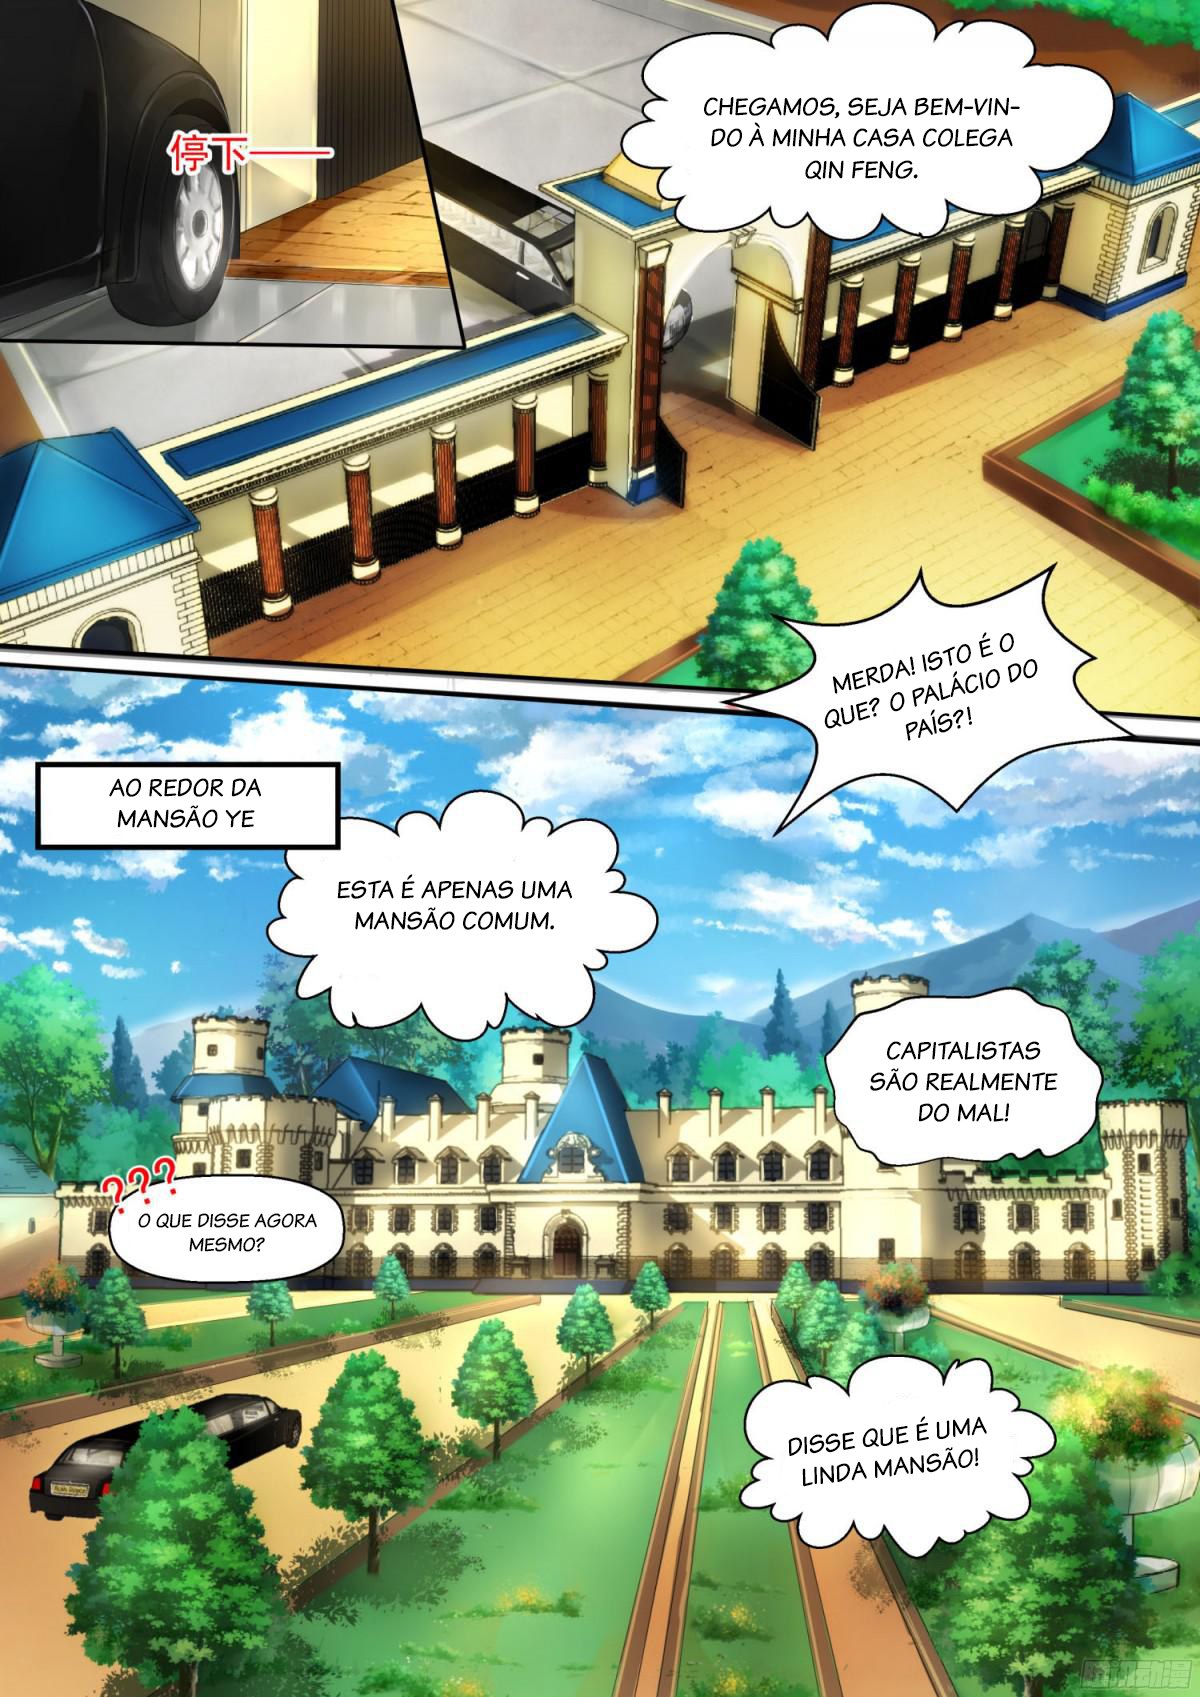 停下——
CHEGAMOS, SEJA BEM-VIN-
DO À MINHA CASA COLEGA
QIN FENG.
MERDA! ISTO É O
QUE? O PALÁCIO DO
PAÍS?!
AO REDOR DA
MANSÃO YE
ESTA É APENAS UMA
MANSÃO COMUM.
CAPITALISTAS
SÃO REALMENTE
DO MAL!
???
O QUE DISSE AGORA
MESMO?
DISSE QUE É UMA
LINDA MANSÃO!